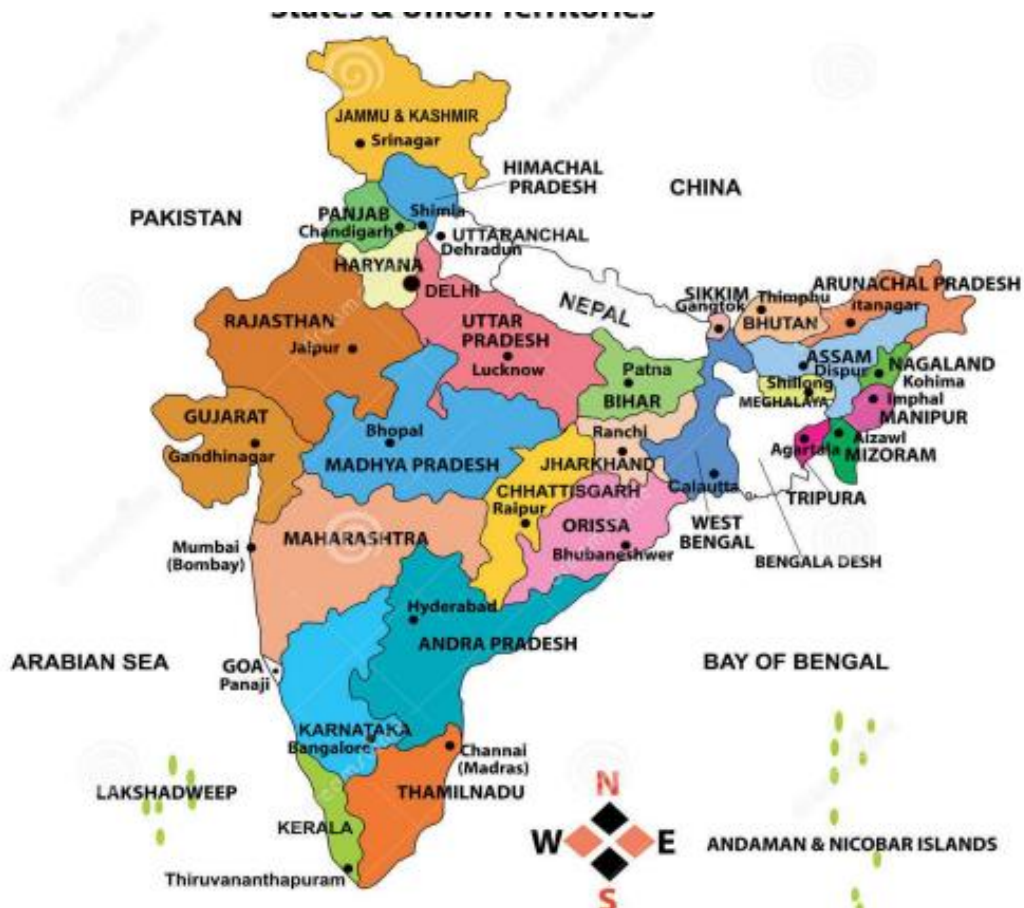 States & Union Territories
JAMMU & KASHMIR
Srinagar
HIMACHAL
PRADESH
CHINA
PAKISTAN
PANJAB
Chandigarh
Shimla
UTTARANCHAL
Dehradun
HARYANA
DELHI
NEPAL
SIKKIM
Gangtok
Thimphu
BHUTAN
ARUNACHAL PRADESH
Itanagar
RAJASTHAN
Jaipur
UTTAR
PRADESH
Lucknow
Patna
BIHAR
ASSAM
Dispur
NAGALAND
Kohima
Shillong
MEGHALAYA
Imphal
MANIPUR
GUJARAT
Gandhinagar
Bhopal
MADHYA PRADESH
Ranchi
JHARKHAND
Agartala
Aizawl
MIZORAM
TRIPURA
CHHATTISGARH
Raipur
Calautta
WEST
BENGAL
BENGALA DESH
MAHARASHTRA
Mumbai
(Bombay)
ORISSA
Bhubaneshwer
Hyderabad
ANDRA PRADESH
ARABIAN SEA
GOA
Panaji
BAY OF BENGAL
KARNATAKA
Bangalore
Channai
(Madras)
LAKSHADWEEP
THAMILNADU
KERALA
Thiruvananthapuram
N
W
E
S
ANDAMAN & NICOBAR ISLANDS